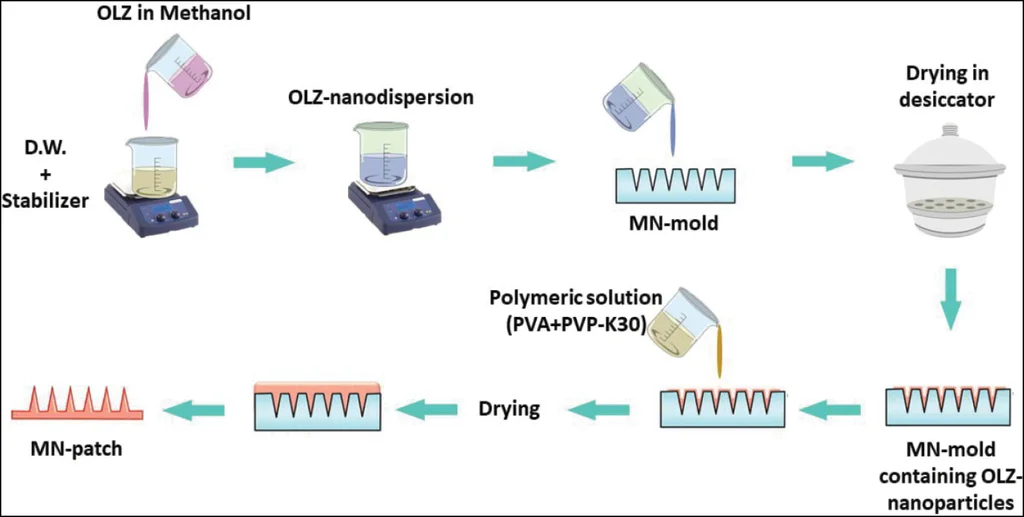 OLZ in Methanol
D.W.
+
Stabilizer
OLZ-nanodispersion
MN-mold
Drying in
desiccator
MN-mold
containing OLZ-
nanoparticles
Polymeric solution
(PVA+PVP-K30)
Drying
MN-patch